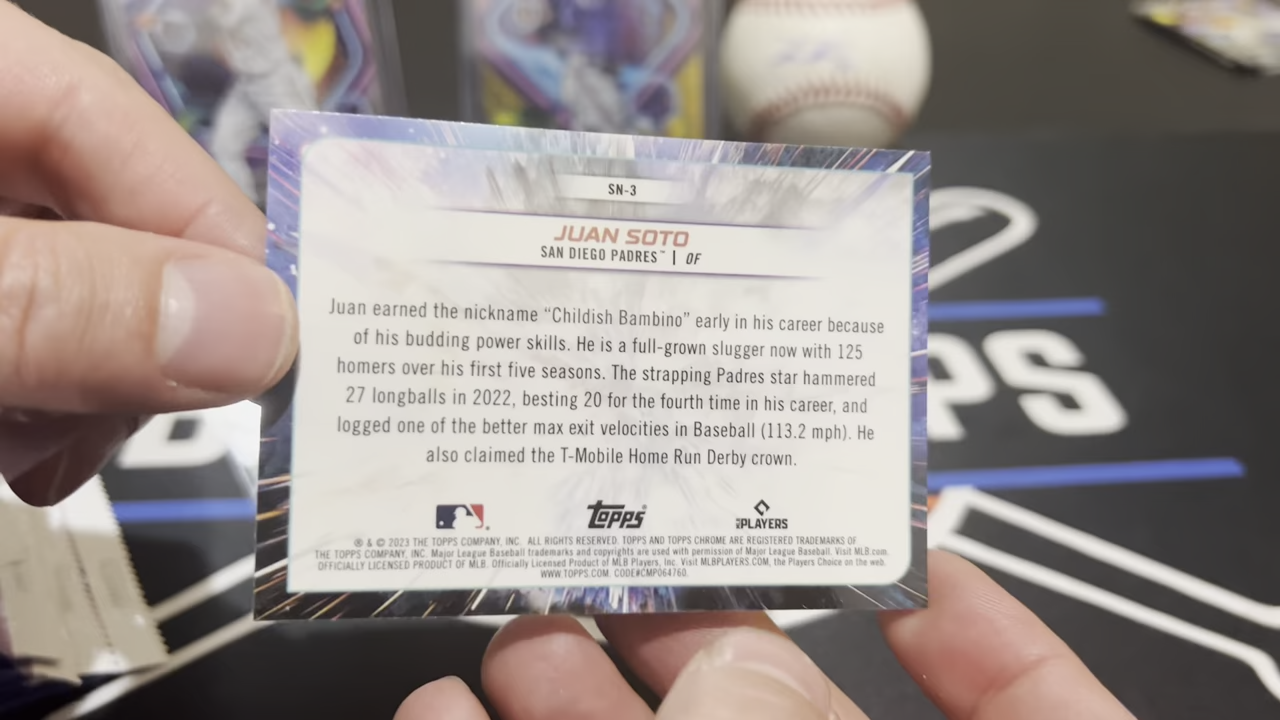 SN-3
JUAN SOTO
SAN DIEGO PADRES™ | OF
Juan earned the nickname “Childish Bambino” early in his career because
of his budding power skills. He is a full-grown slugger now with 125
homers over his first five seasons. The strapping Padres star hammered
27 longballs in 2022, besting 20 for the fourth time in his career, and
logged one of the better max exit velocities in Baseball (113.2 mph). He
also claimed the T-Mobile Home Run Derby crown.
Topps
PLAYERS
® & © 2023 THE TOPPS COMPANY, INC. ALL RIGHTS RESERVED. TOPPS AND TOPPS CHROME ARE REGISTERED TRADEMARKS OF
THE TOPPS COMPANY, INC. Major League Baseball trademarks and copyrights are used with permission of Major League Baseball. Visit MLB.com.
OFFICIALLY LICENSED PRODUCT OF MLB. Officially Licensed Product of MLB Players, Inc. Visit MLBPLAYERS.COM, the Players Choice on the web.
WWW.TOPPS.COM. CODE#CMP064760.
PS